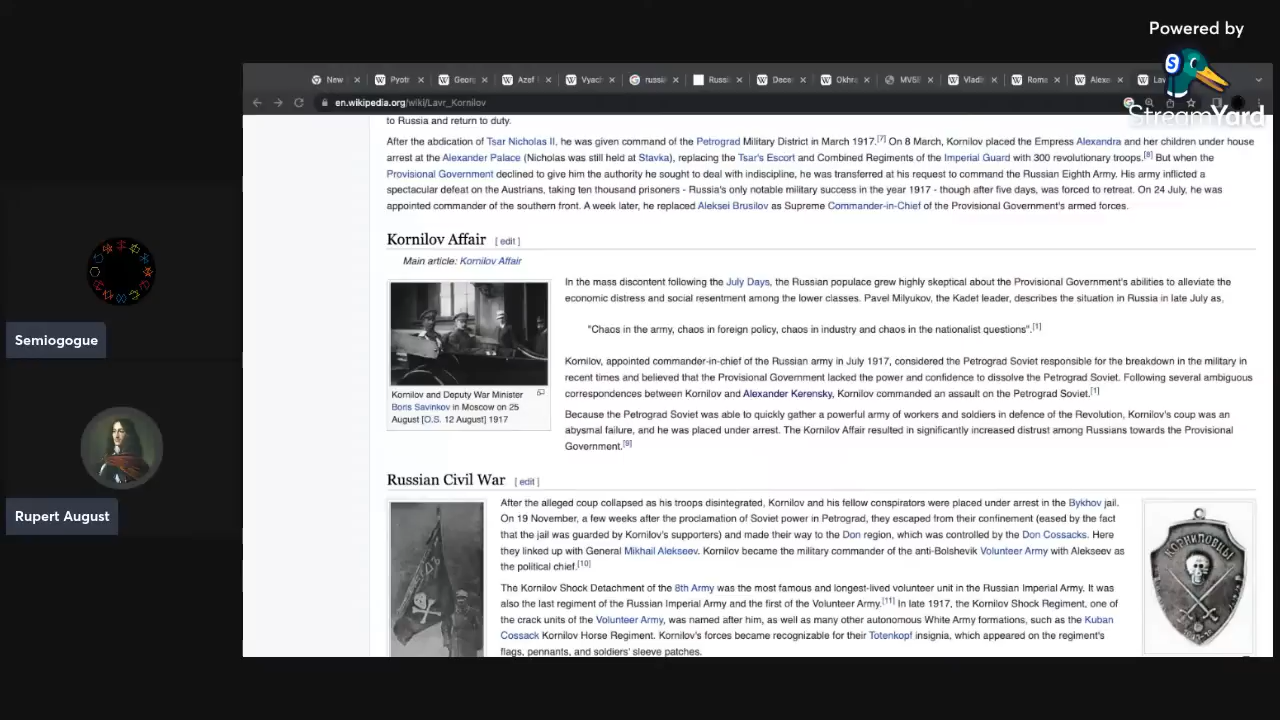 Powered by
StreamYard
New
Pyotr
Georg
Azef
Vyach
russia
Russi
Dece
Okhra
MVSE
Vladi
Roma
Alexa
Lav
en.wikipedia.org/wiki/Lavr_Kornilov
to Russia and return to duty.
After the abdication of Tsar Nicholas II, he was given command of the Petrograd Military District in March 1917.[7] On 8 March, Kornilov placed the Empress Alexandra and her children under house
arrest at the Alexander Palace (Nicholas was still held at Stavka), replacing the Tsar's Escort and Combined Regiments of the Imperial Guard with 300 revolutionary troops.[8] But when the
Provisional Government declined to give him the authority he sought to deal with indiscipline, he was transferred at his request to command the Russian Eighth Army. His army inflicted a
spectacular defeat on the Austrians, taking ten thousand prisoners - Russia's only notable military success in the year 1917 - though after five days, was forced to retreat. On 24 July, he was
appointed commander of the southern front. A week later, he replaced Aleksei Brusilov as Supreme Commander-in-Chief of the Provisional Government's armed forces.
Kornilov Affair [ edit ]
Main article: Kornilov Affair
In the mass discontent following the July Days, the Russian populace grew highly skeptical about the Provisional Government's abilities to alleviate the
economic distress and social resentment among the lower classes. Pavel Milyukov, the Kadet leader, describes the situation in Russia in late July as,
"Chaos in the army, chaos in foreign policy, chaos in industry and chaos in the nationalist questions".[1]
Kornilov, appointed commander-in-chief of the Russian army in July 1917, considered the Petrograd Soviet responsible for the breakdown in the military in
recent times and believed that the Provisional Government lacked the power and confidence to dissolve the Petrograd Soviet. Following several ambiguous
correspondences between Kornilov and Alexander Kerensky, Kornilov commanded an assault on the Petrograd Soviet.[1]
Because the Petrograd Soviet was able to quickly gather a powerful army of workers and soldiers in defence of the Revolution, Kornilov's coup was an
abysmal failure, and he was placed under arrest. The Kornilov Affair resulted in significantly increased distrust among Russians towards the Provisional
Government.[9]
Kornilov and Deputy War Minister
Boris Savinkov in Moscow on 25
August [O.S. 12 August] 1917
Russian Civil War [ edit ]
After the alleged coup collapsed as his troops disintegrated, Kornilov and his fellow conspirators were placed under arrest in the Bykhov jail.
On 19 November, a few weeks after the proclamation of Soviet power in Petrograd, they escaped from their confinement (eased by the fact
that the jail was guarded by Kornilov's supporters) and made their way to the Don region, which was controlled by the Don Cossacks. Here
they linked up with General Mikhail Alekseev. Kornilov became the military commander of the anti-Bolshevik Volunteer Army with Alekseev as
the political chief.[10]
The Kornilov Shock Detachment of the 8th Army was the most famous and longest-lived volunteer unit in the Russian Imperial Army. It was
also the last regiment of the Russian Imperial Army and the first of the Volunteer Army.[11] In late 1917, the Kornilov Shock Regiment, one of
the crack units of the Volunteer Army, was named after him, as well as many other autonomous White Army formations, such as the Kuban
Cossack Kornilov Horse Regiment. Kornilov's forces became recognizable for their Totenkopf insignia, which appeared on the regiment's
flags, pennants, and soldiers' sleeve patches.
КОРНИЛОВЦЫ
Semiogogue
Rupert August